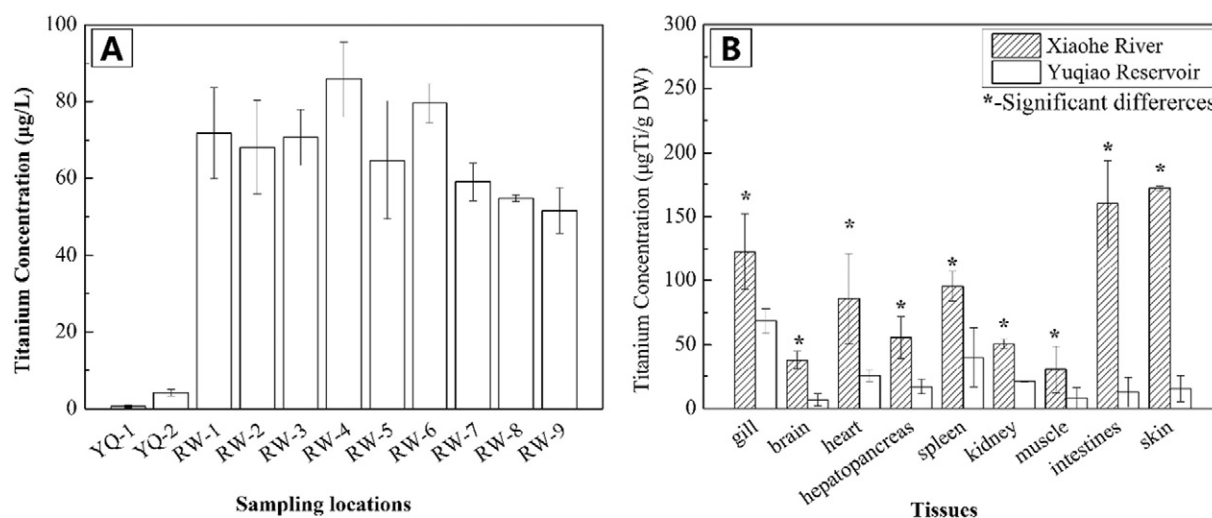 A
Titanium Concentration (µg/L)
100
80
60
40
20
0
YQ-1
YQ-2
RW-1
RW-2
RW-3
RW-4
RW-5
RW-6
RW-7
RW-8
RW-9
Sampling locations
B
Titanium Concentration (µgTi/g DW)
300
250
200
150
100
50
0
Xiaohe River
Yuqiao Reservoir
*-Significant differences
*
*
*
*
*
*
*
*
*
gill
brain
heart
hepatopancreas
spleen
kidney
muscle
intestines
skin
Tissues